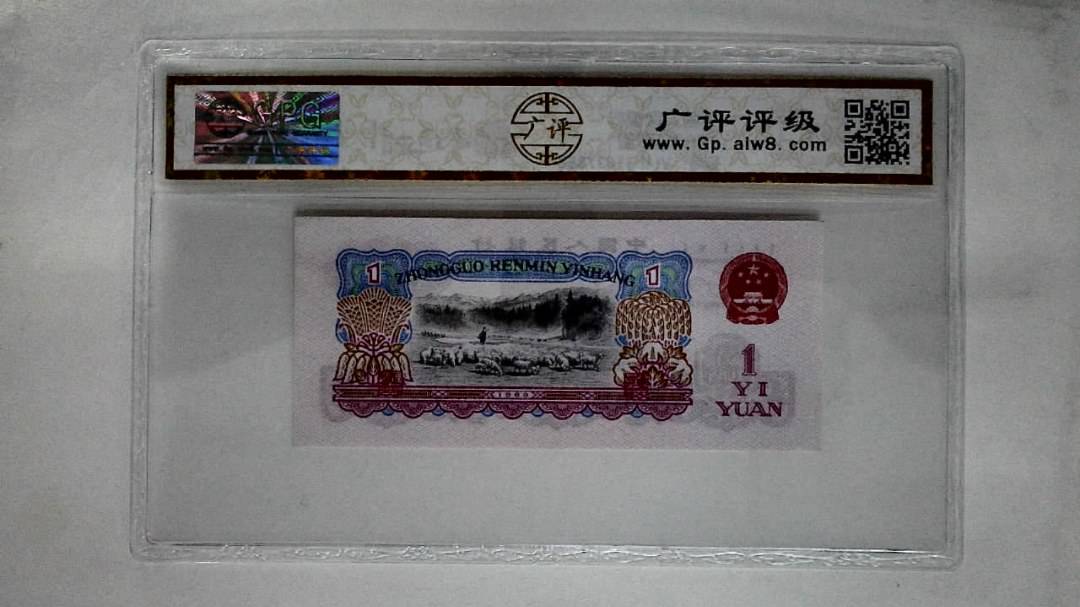 GPG
广评
广评评级
www.Gp.alw8.com
ZHONGGUO RENMIN YINHANG
1
1
1
YI
YUAN
1960